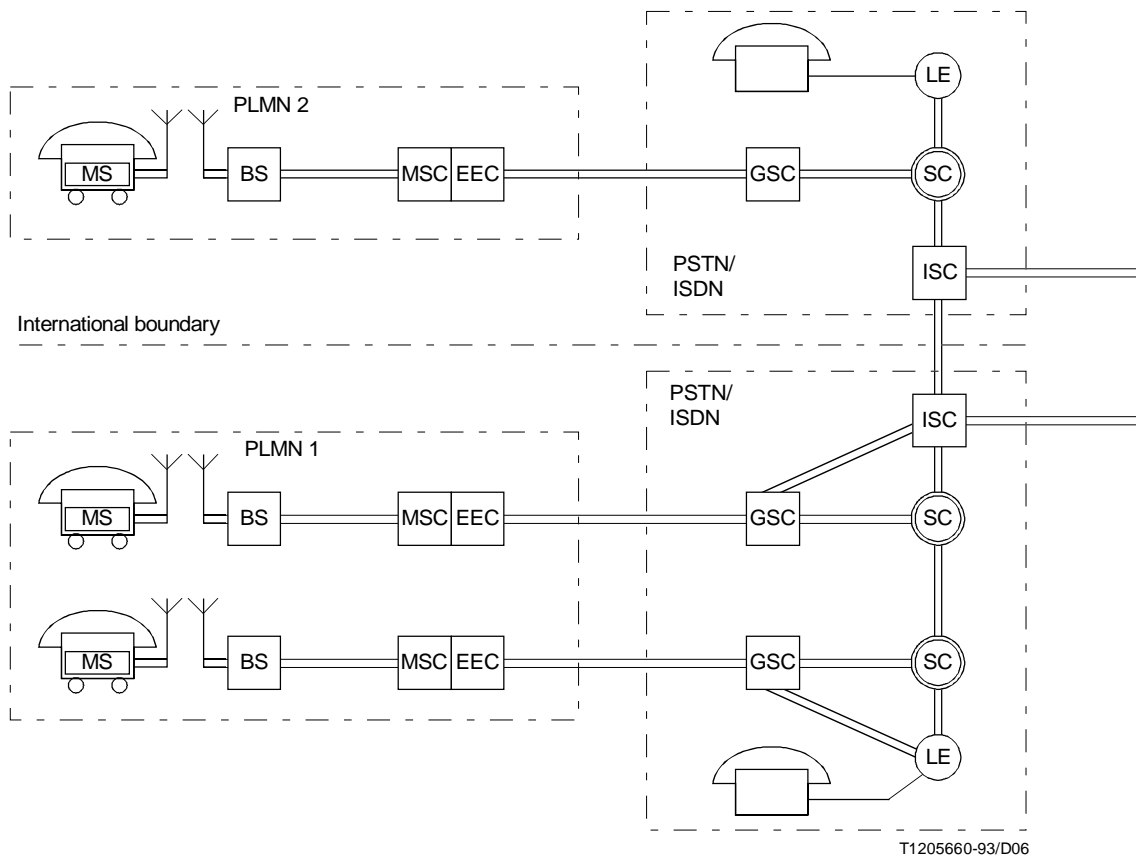 LE
PLMN 2
MS
BS
MSC
EEC
GSC
SC
PSTN/
ISDN
ISC
International boundary
PSTN/
ISDN
ISC
PLMN 1
MS
BS
MSC
EEC
GSC
SC
MS
BS
MSC
EEC
GSC
SC
LE
T1205660-93/D06